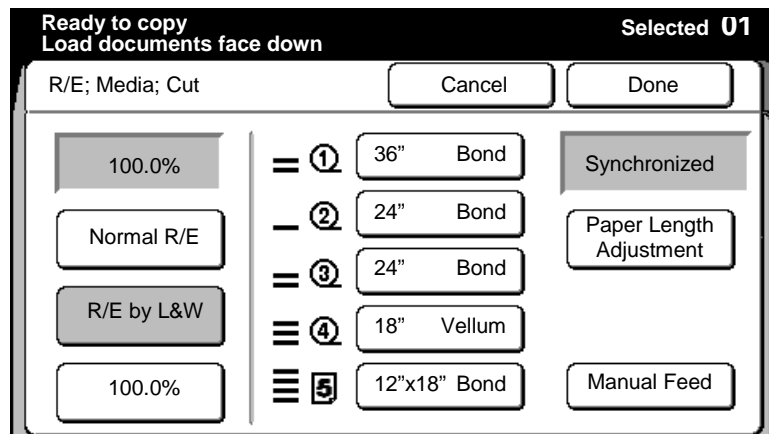 Ready to copy
Load documents face down
Selected 01
R/E; Media; Cut
Cancel
Done
100.0%
Normal R/E
R/E by L&W
100.0%
1 36” Bond
2 24” Bond
3 24” Bond
4 18” Vellum
5 12”x18” Bond
Synchronized
Paper Length
Adjustment
Manual Feed